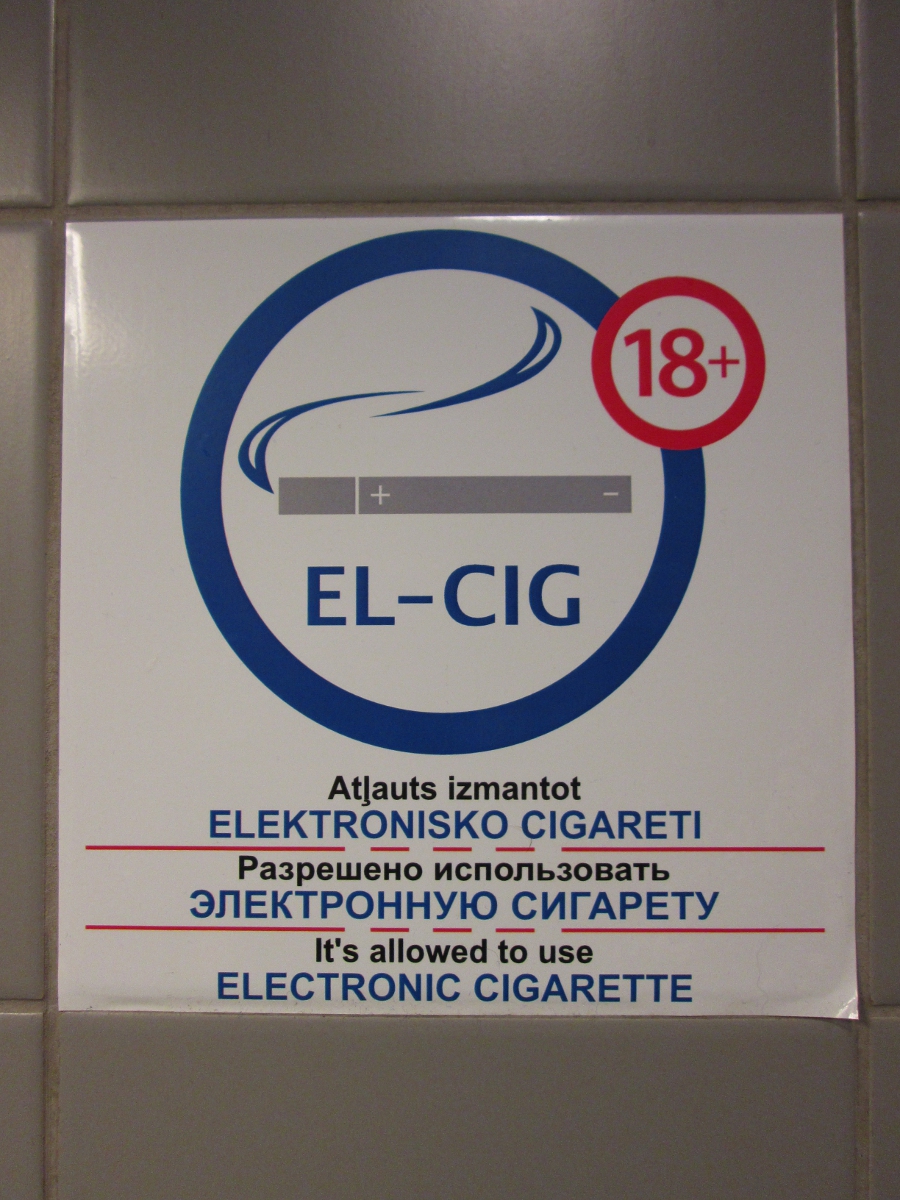 18+
+ -
EL-CIG
Atļauts izmantot
ELEKTRONISKO CIGARETI
Разрешено использовать
ЭЛЕКТРОННУЮ СИГАРЕТУ
It's allowed to use
ELECTRONIC CIGARETTE